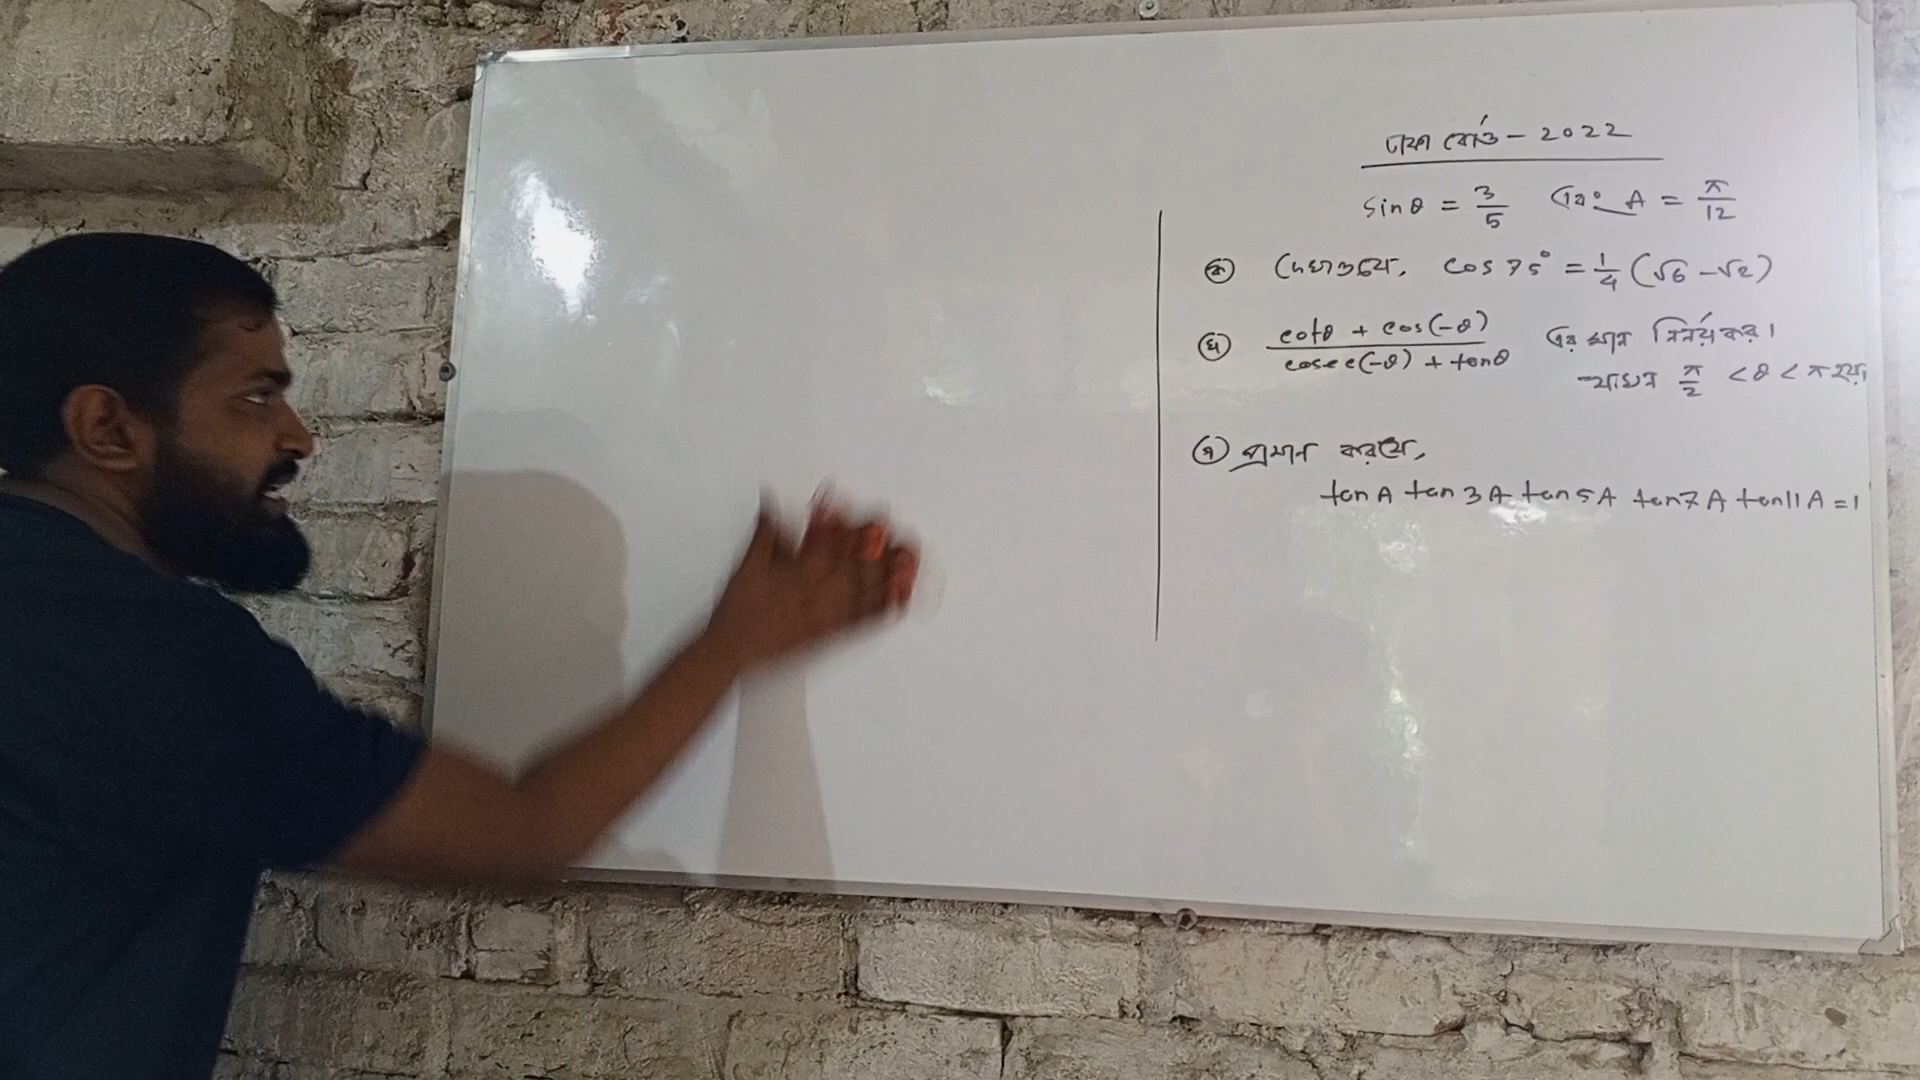 ঢাকা বোর্ড - 2022
sinθ = 3/5 এবং A = π/12
ক দেখাও যে, cos 75° = 1/4 (√6 - √2)
খ cotθ + cos(-θ) / cosec(-θ) + tanθ এর মান নির্ণয় কর।
যখন π/2 < θ < π হয়।
গ প্রমাণ কর যে,
tan A tan 3A tan 5A tan 7A tan 11A = 1